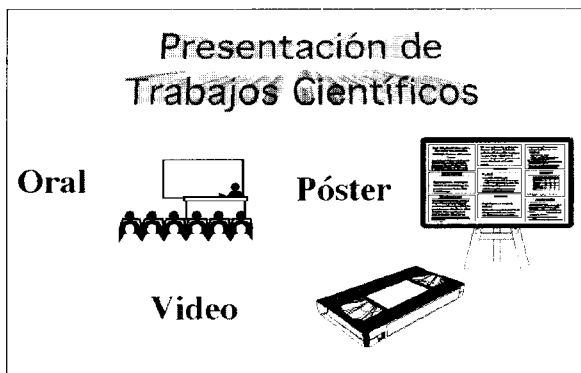 Presentación de
Trabajos Científicos
Oral
Póster
Video